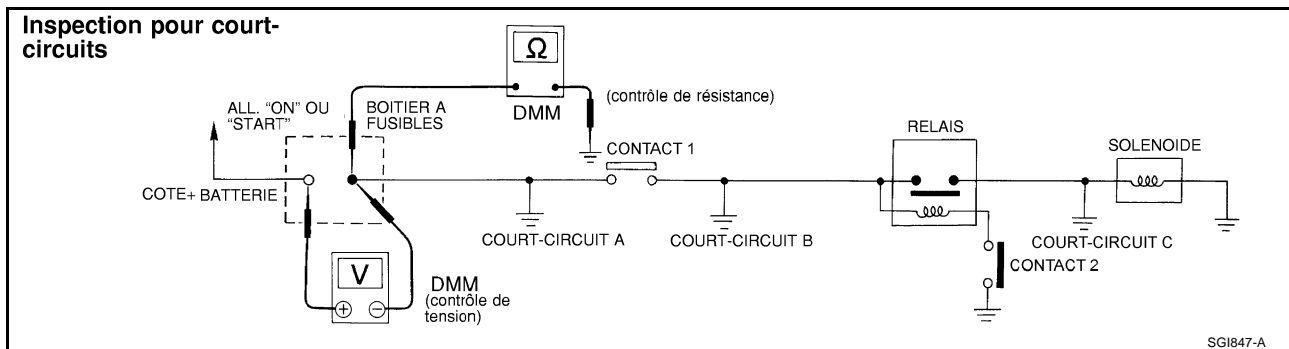 Inspection pour court-
circuits
Ω
DMM
(contrôle de résistance)
ALL. "ON" OU
"START"
BOITIER A
FUSIBLES
RELAIS
CONTACT 1
SOLENOIDE
COTE+ BATTERIE
COURT-CIRCUIT A
COURT-CIRCUIT B
COURT-CIRCUIT C
CONTACT 2
V
+ −
DMM
(contrôle de
tension)
SGI847-A